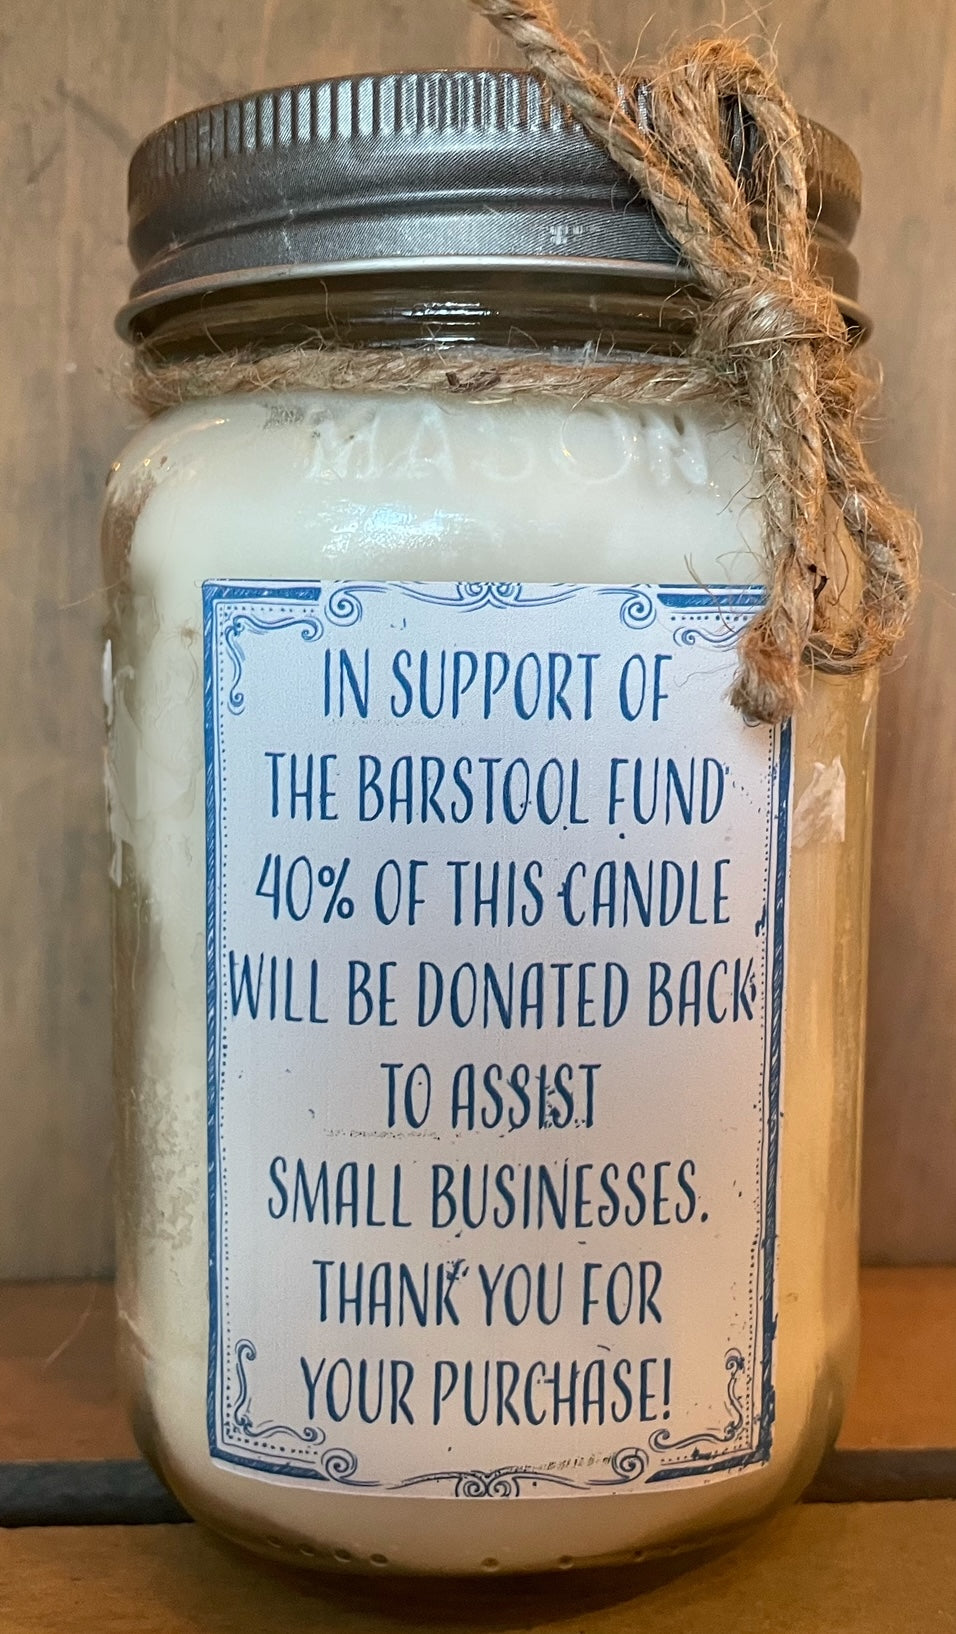 MASON
IN SUPPORT OF
THE BARSTOOL FUND
40% OF THIS CANDLE
WILL BE DONATED BACK
TO ASSIST
SMALL BUSINESSES.
THANK YOU FOR
YOUR PURCHASE!